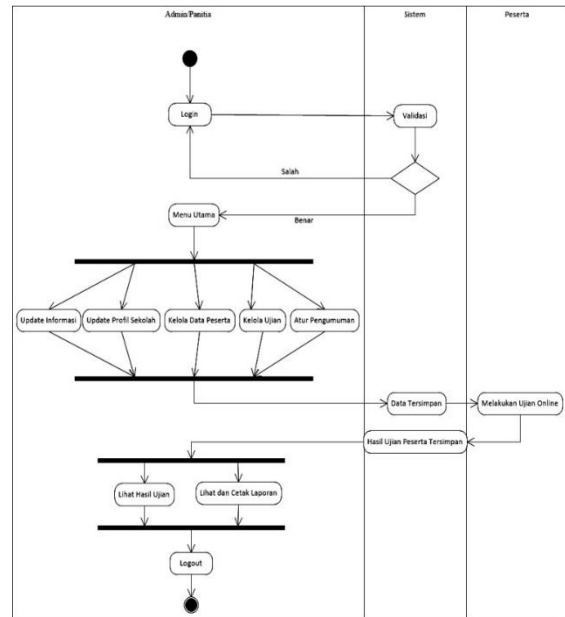 Admin/Panitia
Sistem
Peserta
Login
Validasi
Salah
Benar
Menu Utama
Update Informasi
Update Profil Sekolah
Kelola Data Peserta
Kelola Ujian
Atur Pengumuman
Data Tersimpan
Melakukan Ujian Online
Hasil Ujian Peserta Tersimpan
Lihat Hasil Ujian
Lihat dan Cetak Laporan
Logout